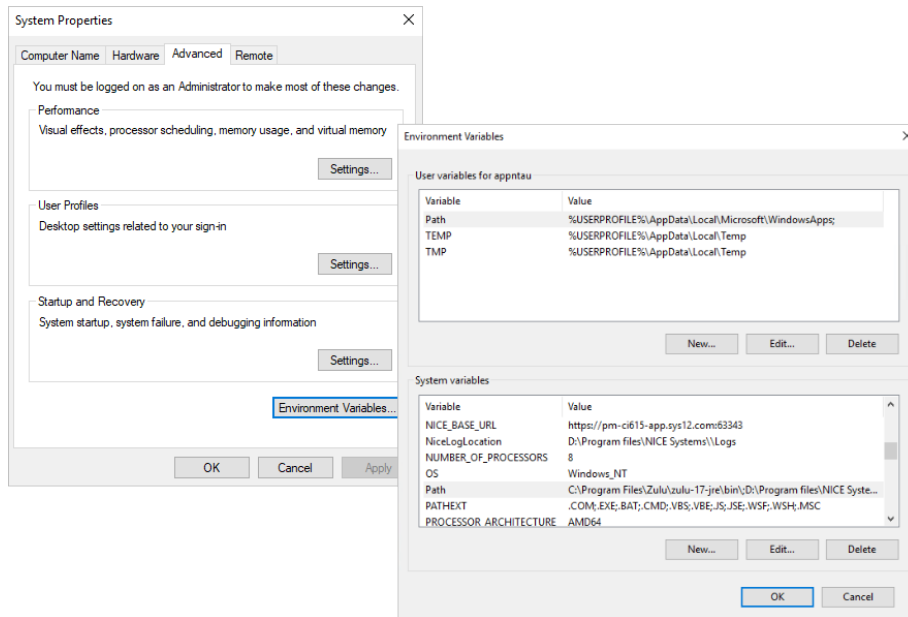 System Properties
Computer Name Hardware Advanced Remote
You must be logged on as an Administrator to make most of these changes.
Performance
Visual effects, processor scheduling, memory usage, and virtual memory
Settings...
User Profiles
Desktop settings related to your sign-in
Settings...
Startup and Recovery
System startup, system failure, and debugging information
Settings...
Environment Variables...
OK Cancel Apply
Environment Variables
User variables for appntau
Variable Value
Path %USERPROFILE%\AppData\Local\Microsoft\WindowsApps;
TEMP %USERPROFILE%\AppData\Local\Temp
TMP %USERPROFILE%\AppData\Local\Temp
New... Edit... Delete
System variables
Variable Value
NICE_BASE_URL https://pm-ci615-app.sys12.com:63343
NiceLogLocation D:\Program files\NICE Systems\\Logs
NUMBER_OF_PROCESSORS 8
OS Windows_NT
Path C:\Program Files\Zulu\zulu-17-jre\bin\;D:\Program files\NICE Syste...
PATHEXT .COM;.EXE;.BAT;.CMD;.VBS;.VBE;.JS;.JSE;.WSF;.WSH;.MSC
PROCESSOR_ARCHITECTURE AMD64
New... Edit... Delete
OK Cancel